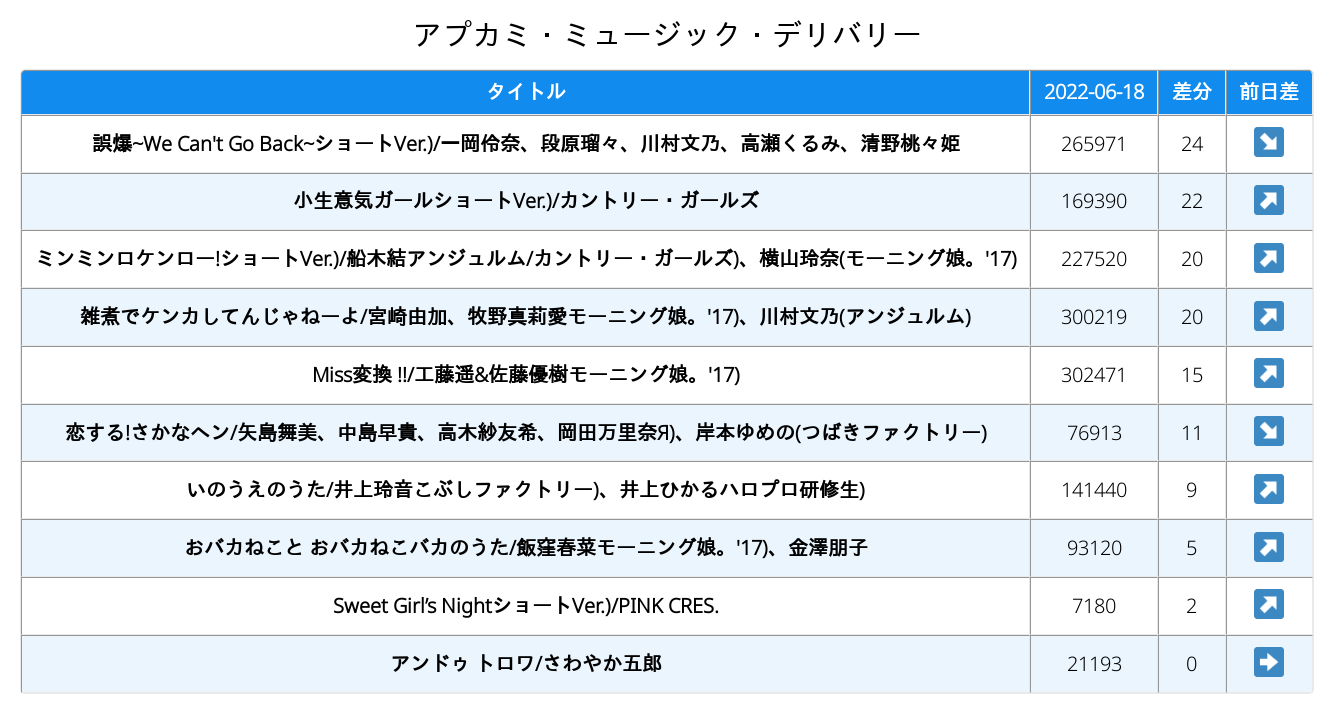 アプカミ・ミュージック・デリバリー
タイトル 2022-06-18 差分 前日差
誤爆~We Can't Go Back~ショートVer.)/一岡伶奈、段原瑠々、川村文乃、高瀬くるみ、清野桃々姫 265971 24 ↘
小生意気ガールショートVer.)/カントリー・ガールズ 169390 22 ↗
ミンミンロケンロー!ショートVer.)/船木結アンジュルム/カントリー・ガールズ)、横山玲奈(モーニング娘。'17) 227520 20 ↗
雑煮でケンカしてんじゃねーよ/宮崎由加、牧野真莉愛モーニング娘。'17)、川村文乃(アンジュルム) 300219 20 ↗
Miss変換 !!/工藤遥&佐藤優樹モーニング娘。'17) 302471 15 ↗
恋する!さかなヘン/矢島舞美、中島早貴、高木紗友希、岡田万里奈Я)、岸本ゆめの(つばきファクトリー) 76913 11 ↘
いのうえのうた/井上玲音こぶしファクトリー)、井上ひかるハロプロ研修生) 141440 9 ↗
おバカねこと おバカねこバカのうた/飯窪春菜モーニング娘。'17)、金澤朋子 93120 5 ↗
Sweet Girl’s NightショートVer.)/PINK CRES. 7180 2 ↗
アンドゥ トロワ/さわやか五郎 21193 0 →